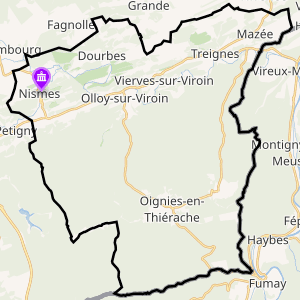 Grande
Fagnolle
Mazée
Treignes
mbourg
Dourbes
Vireux-M
Vierves-sur-Viroin
Nismes
Olloy-sur-Viroin
Petigny
Montigny
Meus
Oignies-en-
Thiérache
Fép
Haybes
Fumay